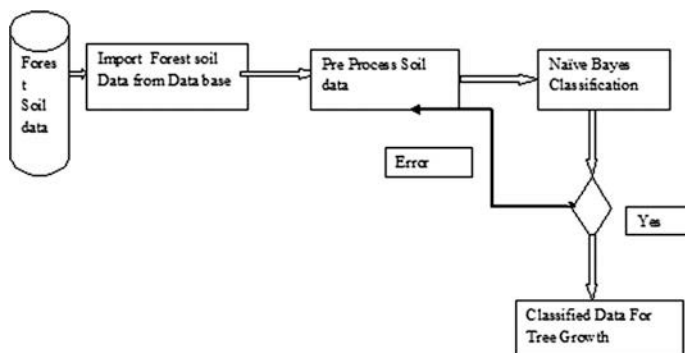 Fores
t
Soil
data
Import Forest soil
Data from Data base
Pre Process Soil
data
Naïve Bayes
Classification
Error
Yes
Classified Data For
Tree Growth